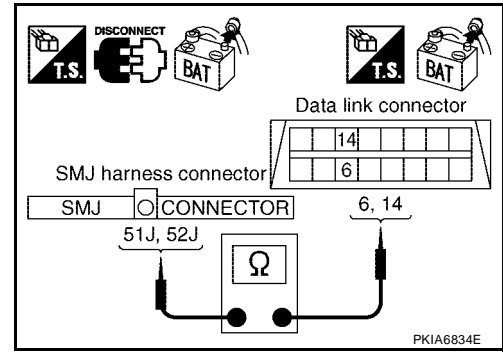 DISCONNECT
T.S.
BAT
T.S.
BAT
Data link connector
14
6
SMJ harness connector
SMJ CONNECTOR
6, 14
51J, 52J
Ω
PKIA6834E